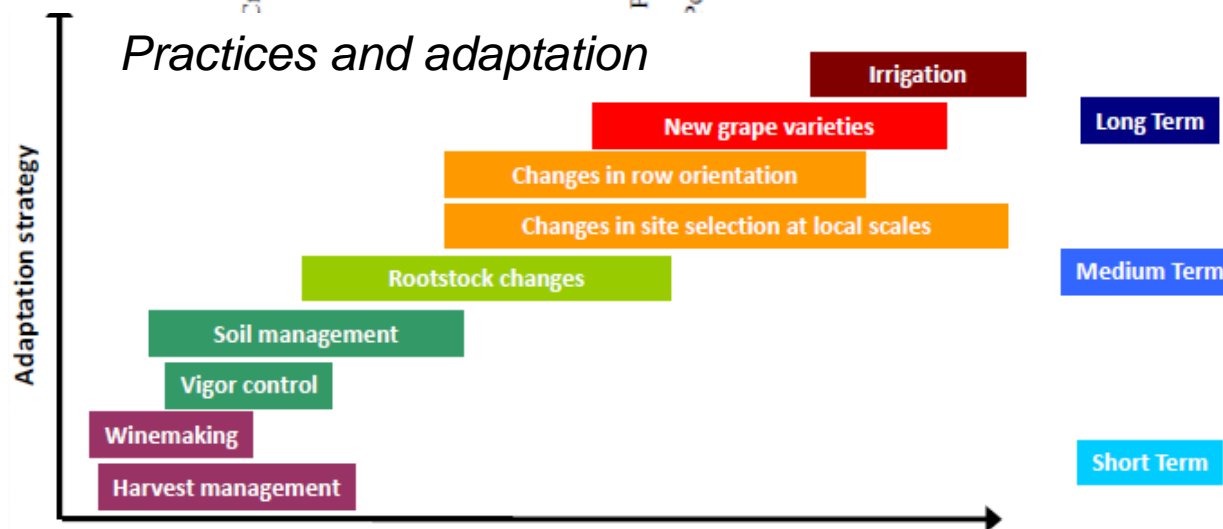 Practices and adaptation
Irrigation
New grape varieties
Long Term
Changes in row orientation
Changes in site selection at local scales
Rootstock changes
Medium Term
Soil management
Vigor control
Winemaking
Harvest management
Short Term
Adaptation strategy